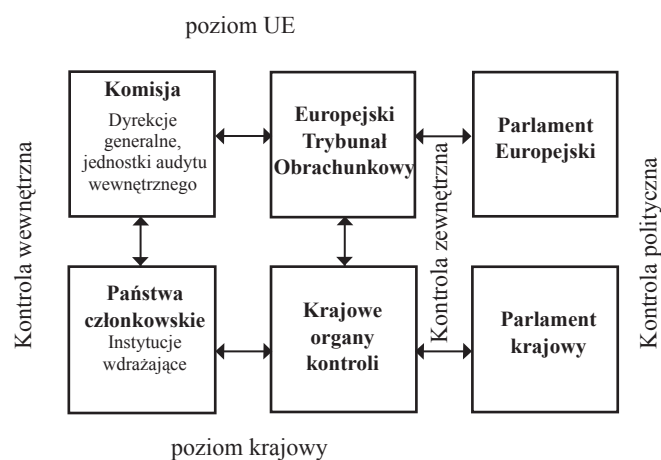 poziom UE
Kontrola wewnętrzna
Komisja
Dyrekcje
generalne,
jednostki audytu
wewnętrznego
Europejski
Trybunał
Obrachunkowy
Kontrola zewnętrzna
Parlament
Europejski
Kontrola polityczna
Państwa
członkowskie
Instytucje
wdrażające
Krajowe
organy
kontroli
Parlament
krajowy
poziom krajowy